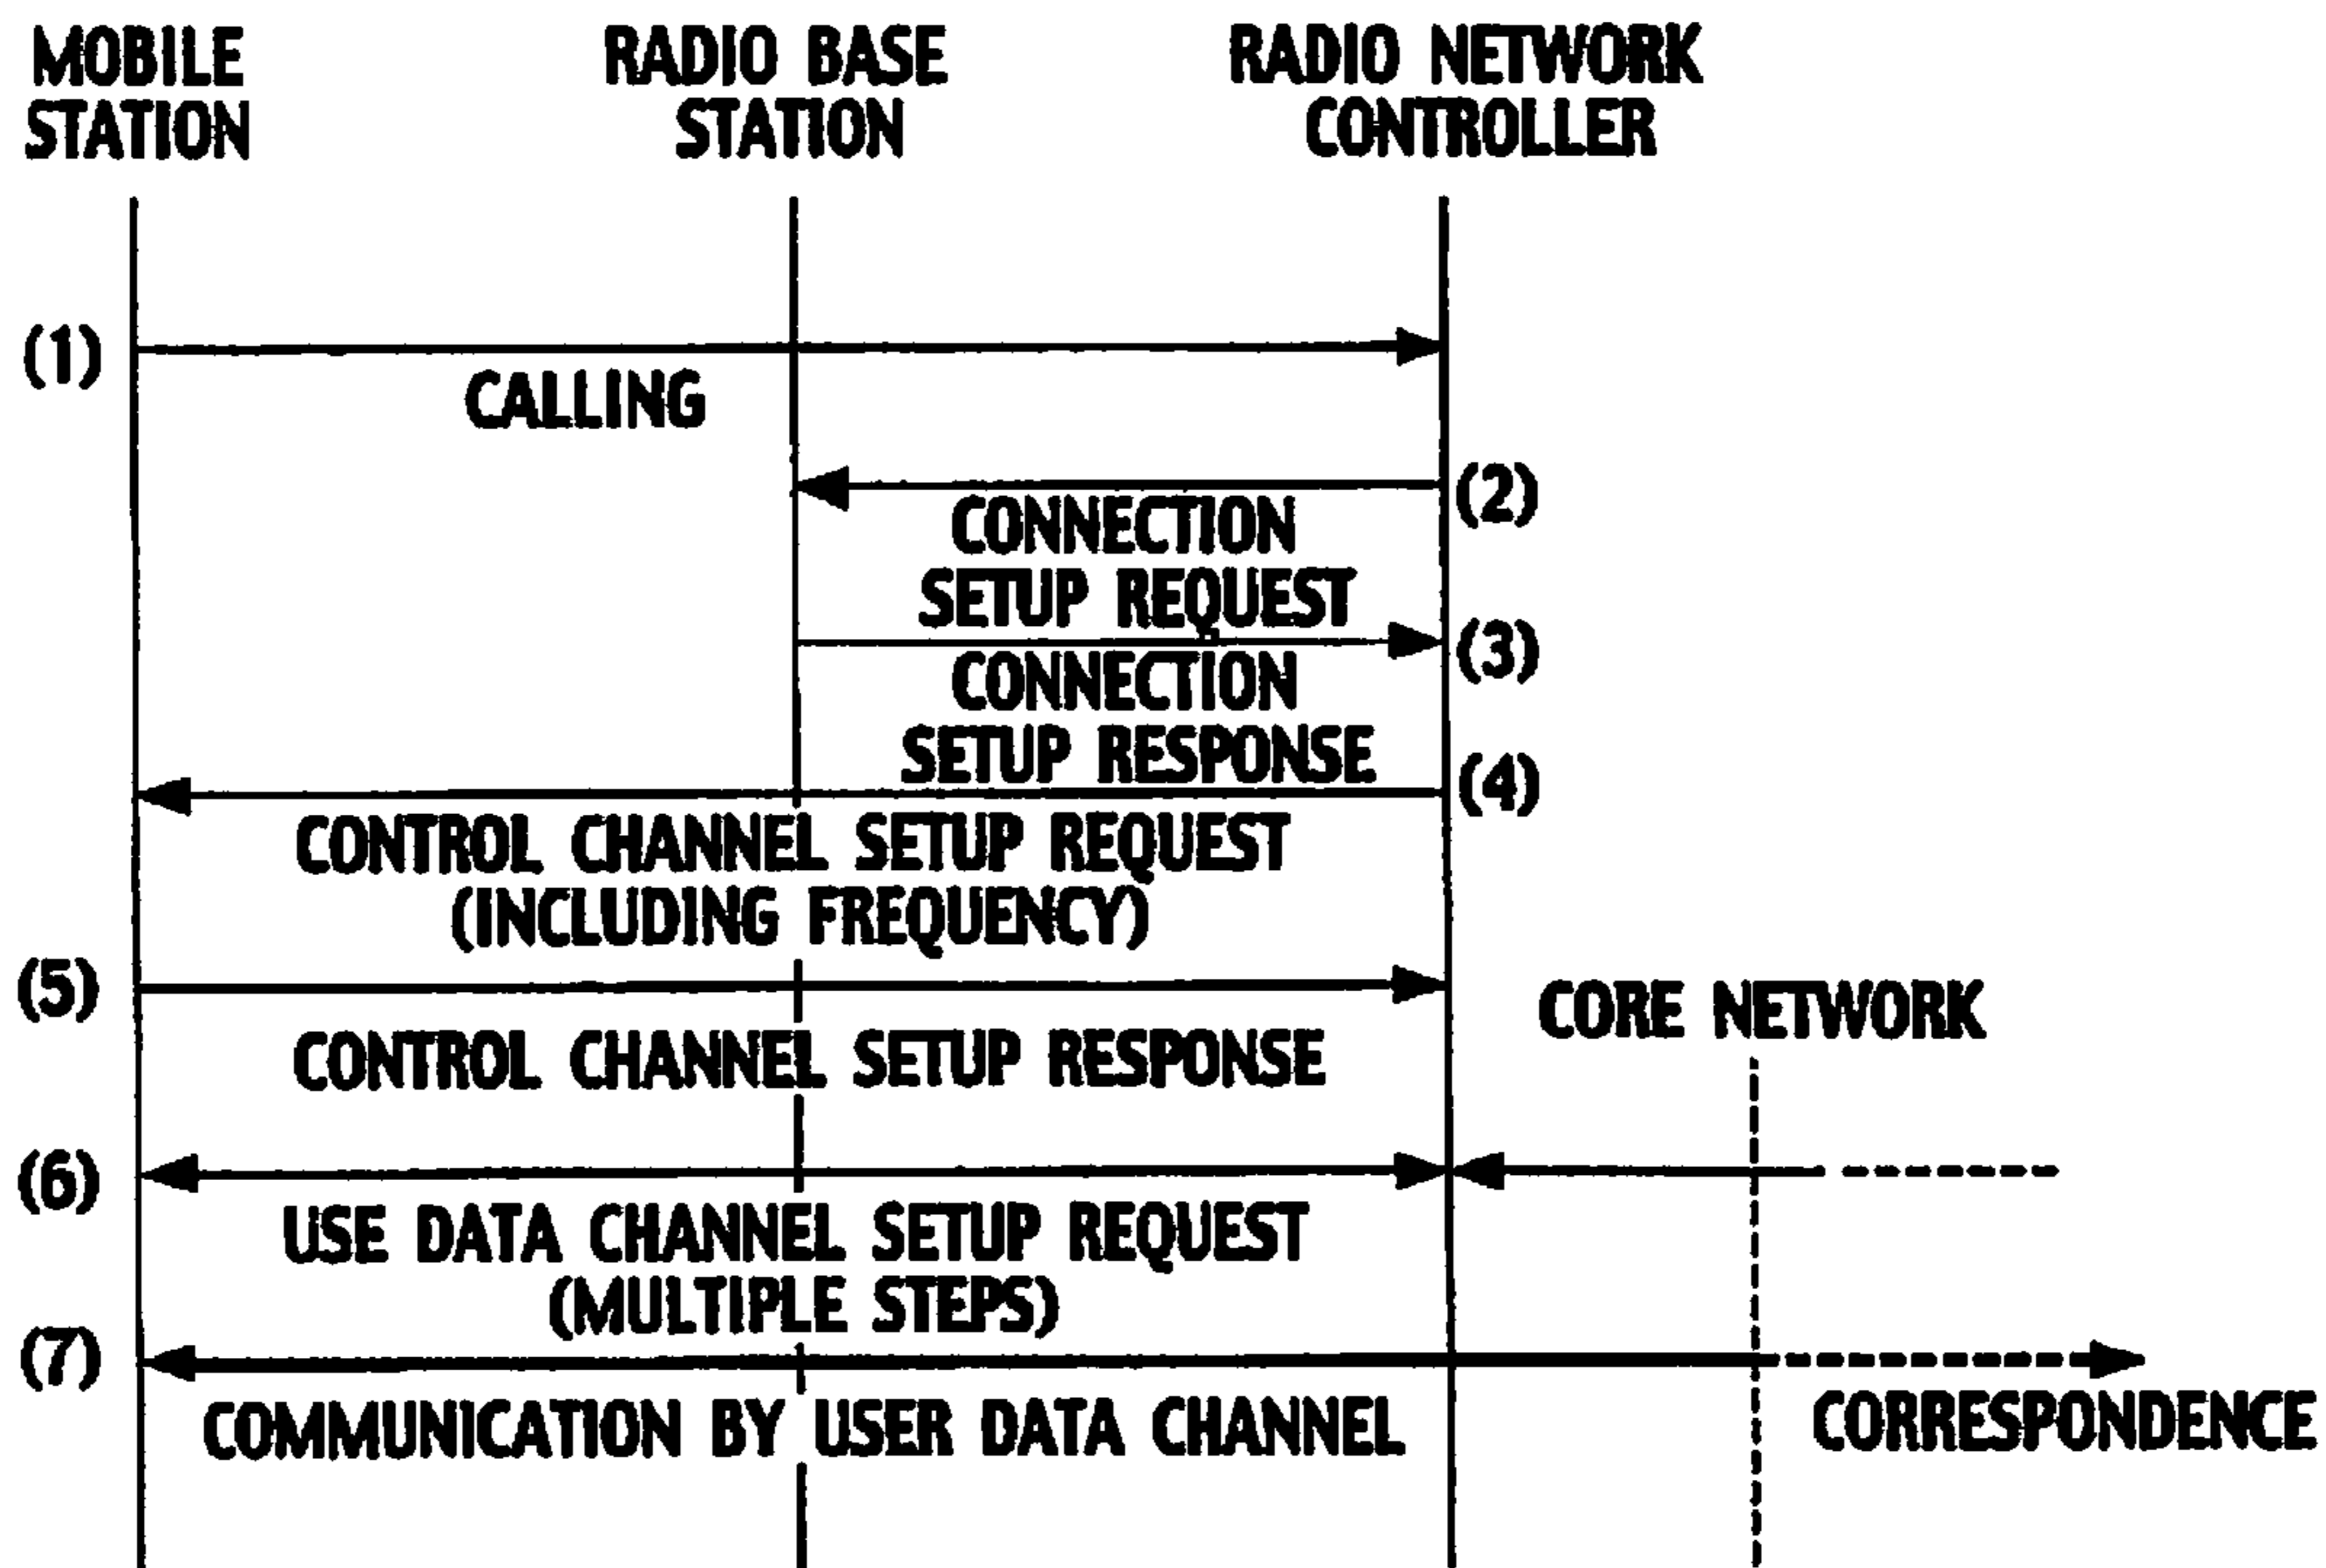 MOBILE
STATION
RADIO BASE
STATION
RADIO NETWORK
CONTROLLER
(1)
CALLING
(2)
CONNECTION
SETUP REQUEST
(3)
CONNECTION
SETUP RESPONSE
(4)
CONTROL CHANNEL SETUP REQUEST
(INCLUDING FREQUENCY)
(5)
CONTROL CHANNEL SETUP RESPONSE
CORE NETWORK
(6)
USE DATA CHANNEL SETUP REQUEST
(MULTIPLE STEPS)
(7)
COMMUNICATION BY USER DATA CHANNEL
CORRESPONDENCE